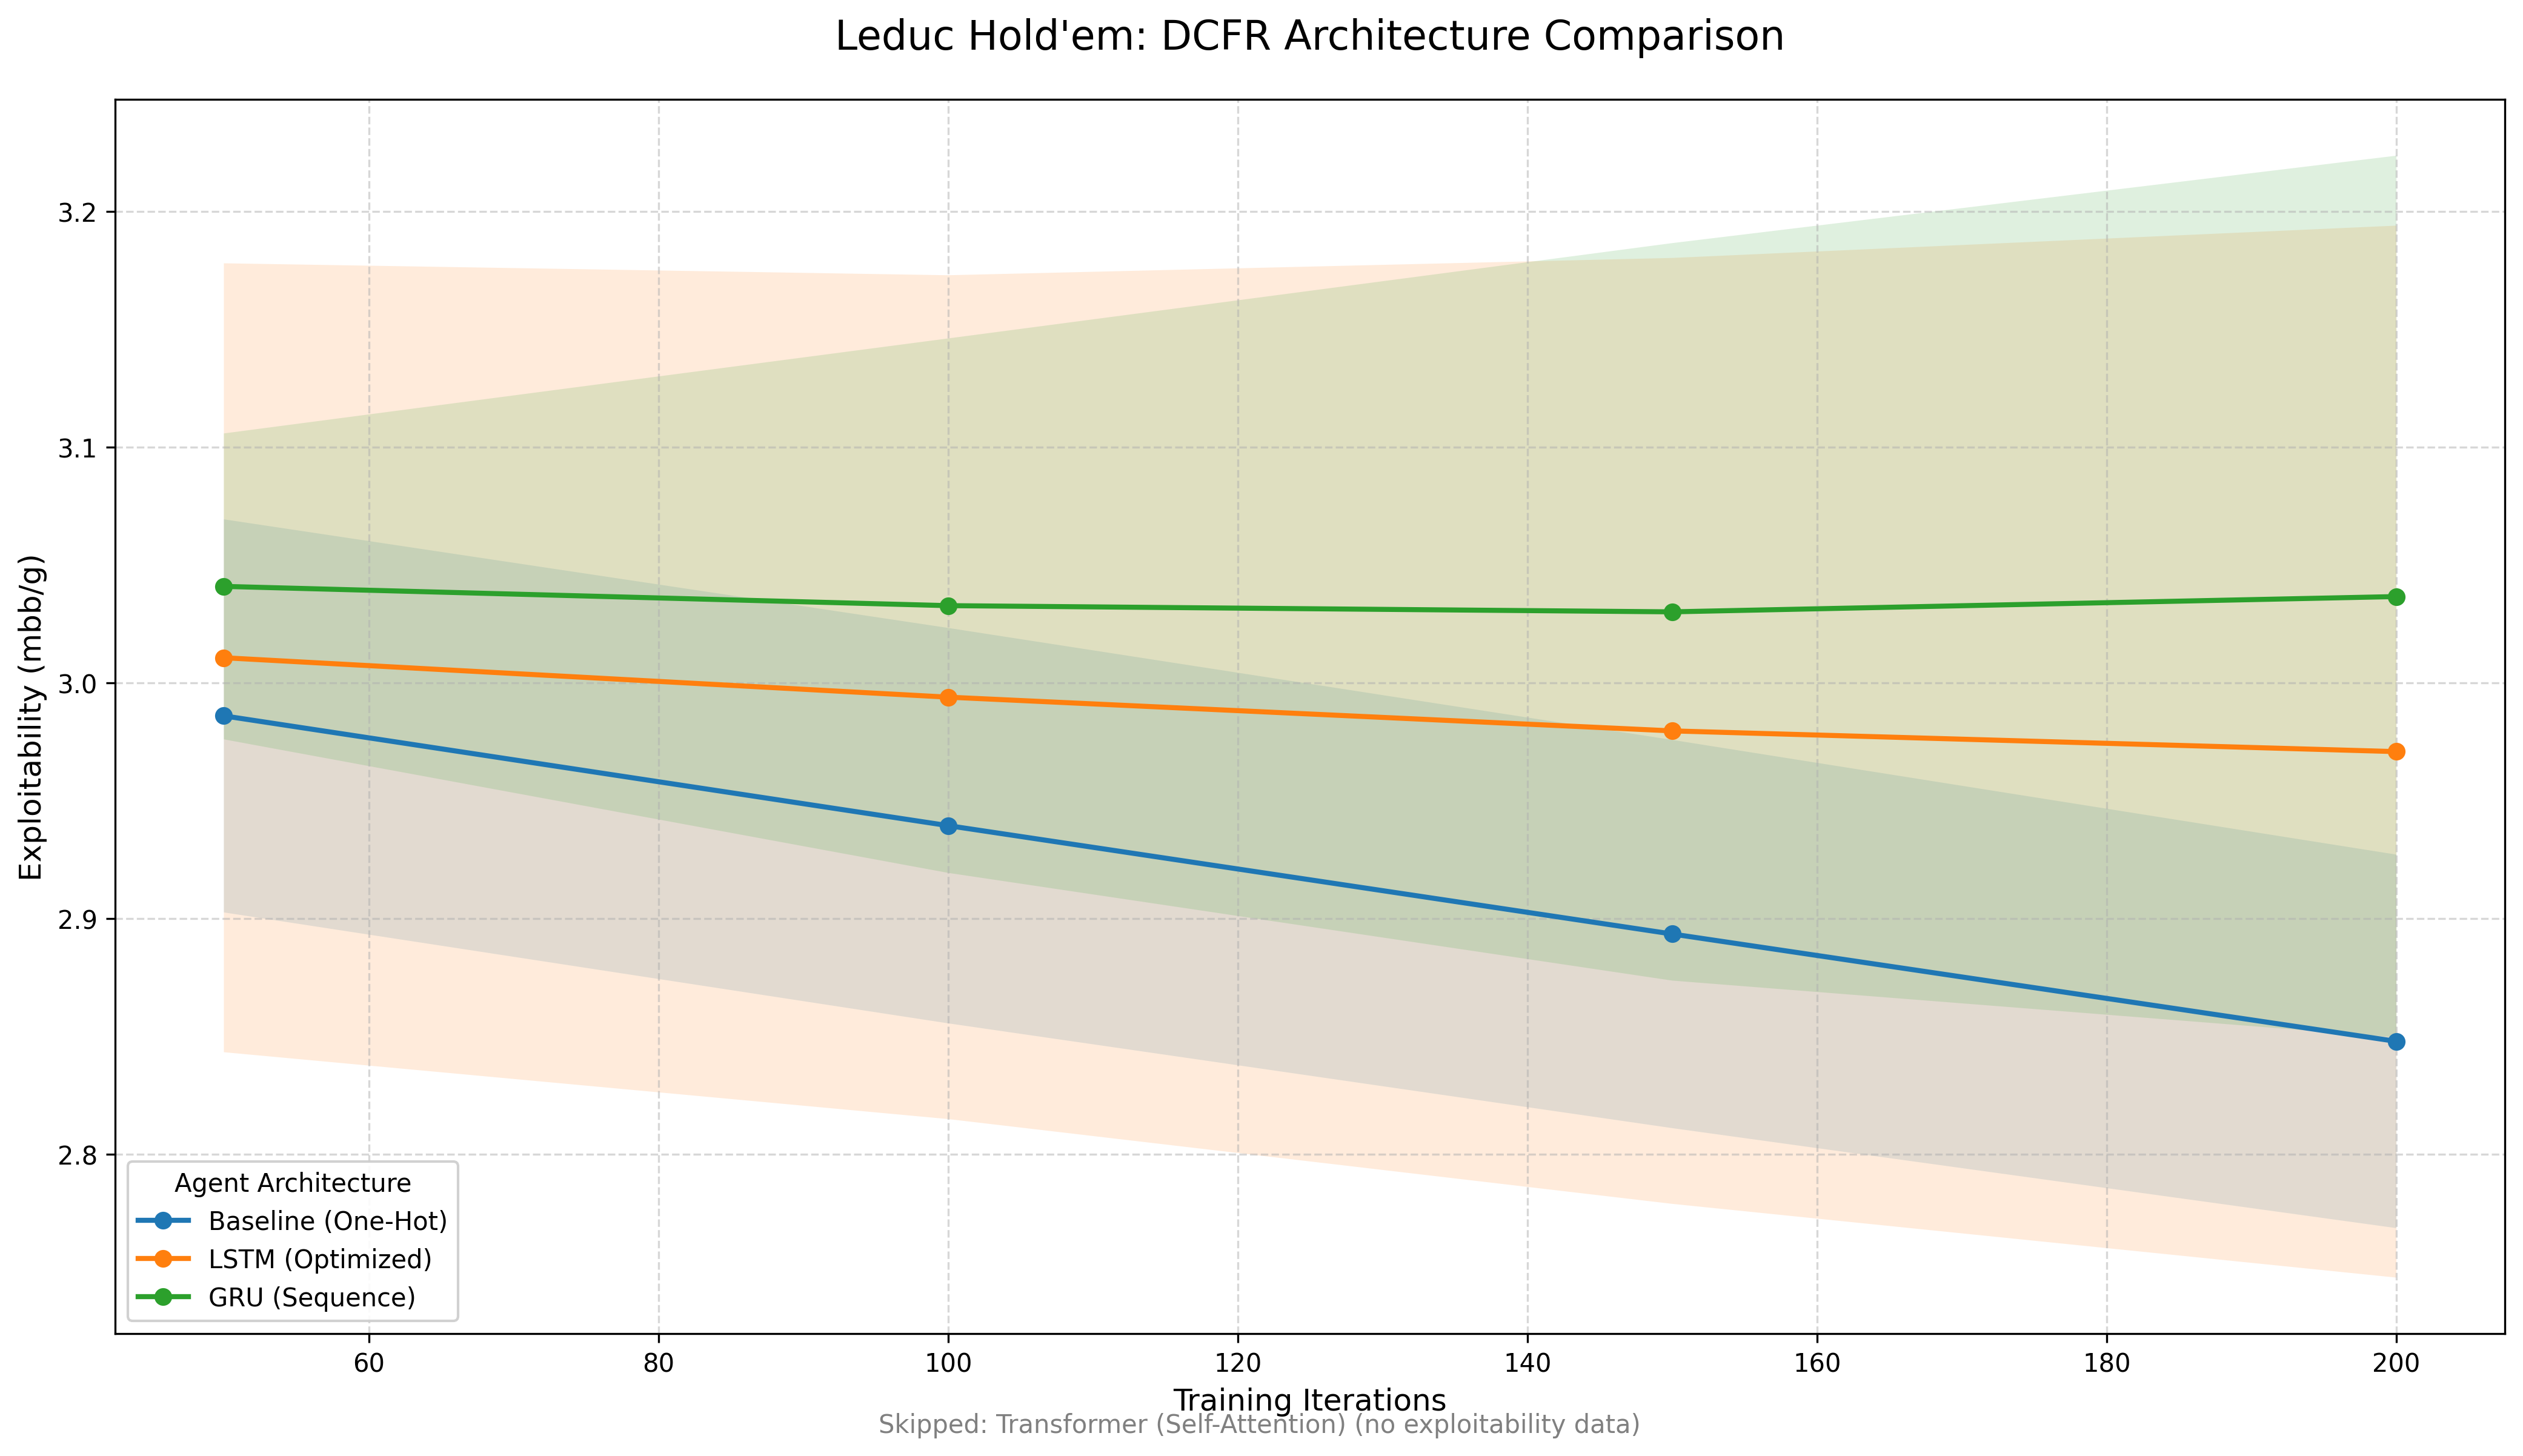 Leduc Hold'em: DCFR Architecture Comparison
Exploitability (mbb/g)
3.2
3.1
3.0
2.9
2.8
Agent Architecture
Baseline (One-Hot)
LSTM (Optimized)
GRU (Sequence)
60 80 100 120 140 160 180 200
Training Iterations
Skipped: Transformer (Self-Attention) (no exploitability data)